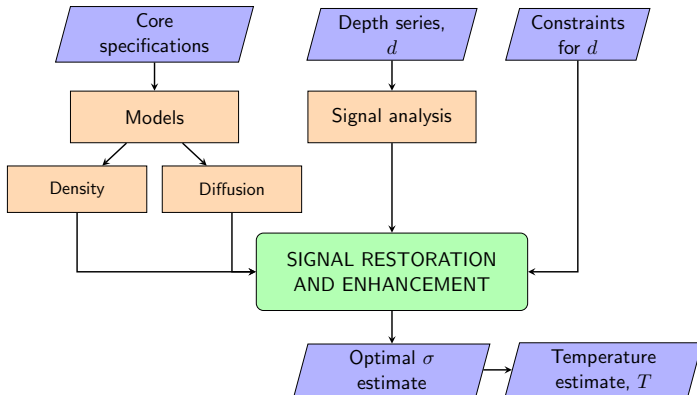 Core
specifications
Depth series,
d
Constraints
for d
Models
Signal analysis
Density
Diffusion
SIGNAL RESTORATION
AND ENHANCEMENT
Optimal σ
estimate
Temperature
estimate, T